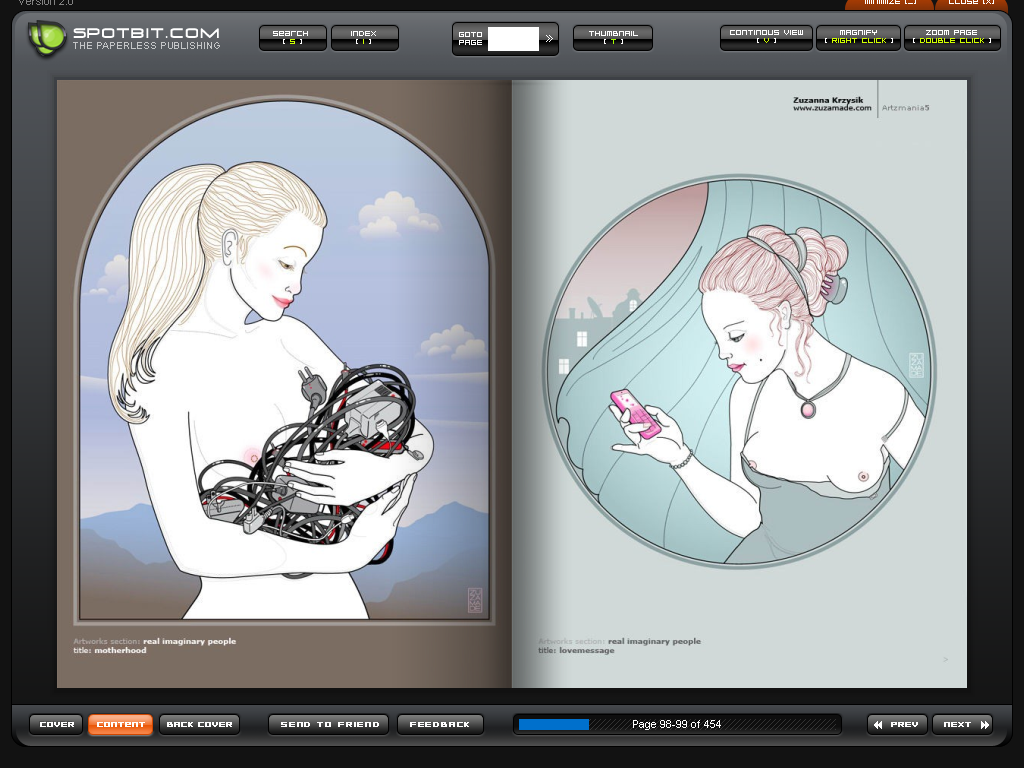 Version 2.0
Minimize [_]
Close [x]
SPOTBIT.COM
THE PAPERLESS PUBLISHING
SEARCH
[ S ]
INDEX
[ I ]
GOTO
PAGE
THUMBNAIL
[ T ]
CONTINOUS VIEW
[ V ]
MAGNIFY
[ RIGHT CLICK ]
ZOOM PAGE
[ DOUBLE CLICK ]
Zuzanna Krzysik
www.zuzamade.com
Artzmania5
Artworks section: real imaginary people
title: motherhood
Artworks section: real imaginary people
title: lovemessage
>
COVER
CONTENT
BACK COVER
SEND TO FRIEND
FEEDBACK
Page 98-99 of 454
PREV
NEXT